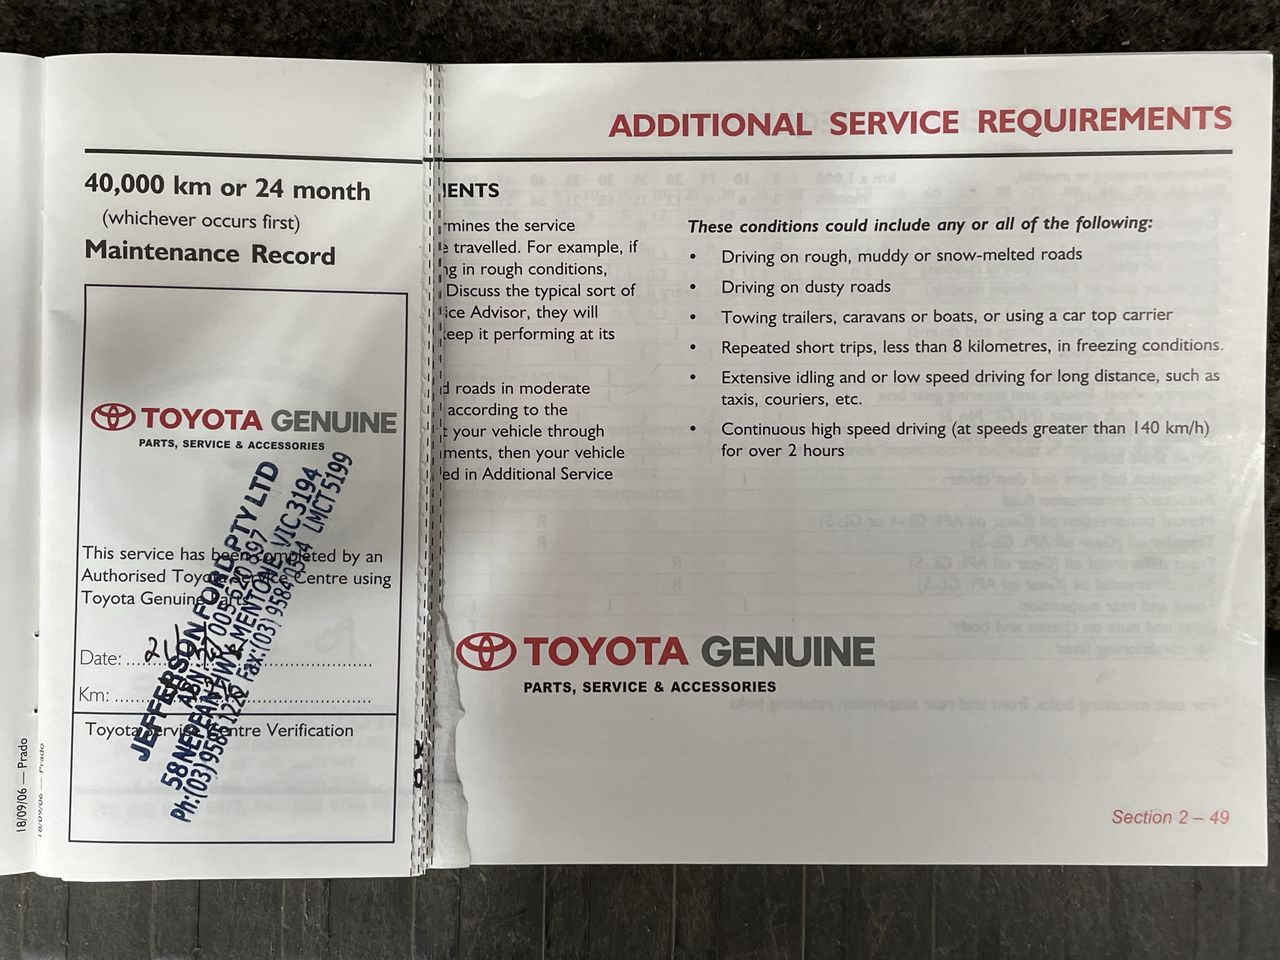 40,000 km or 24 month
(whichever occurs first)
Maintenance Record
TOYOTA GENUINE
PARTS, SERVICE & ACCESSORIES
This service has been completed by an
Authorised Toyota Service Centre using
Toyota Genuine Parts.
Date:
Km:
Toyota Service Centre Verification
JEFFERSON FORD PTY LTD
58 NEPEAN HWY MENTONE VIC 3194
LMCT 5199
18/09/06 — Prado
18/09/06 — Prado
ADDITIONAL SERVICE REQUIREMENTS
IENTS
rmines the service
e travelled. For example, if
ng in rough conditions,
Discuss the typical sort of
ice Advisor, they will
keep it performing at its
d roads in moderate
according to the
t your vehicle through
ments, then your vehicle
ed in Additional Service
These conditions could include any or all of the following:
• Driving on rough, muddy or snow-melted roads
• Driving on dusty roads
• Towing trailers, caravans or boats, or using a car top carrier
• Repeated short trips, less than 8 kilometres, in freezing conditions.
• Extensive idling and or low speed driving for long distance, such as
taxis, couriers, etc.
• Continuous high speed driving (at speeds greater than 140 km/h)
for over 2 hours
TOYOTA GENUINE
PARTS, SERVICE & ACCESSORIES
Section 2 – 49